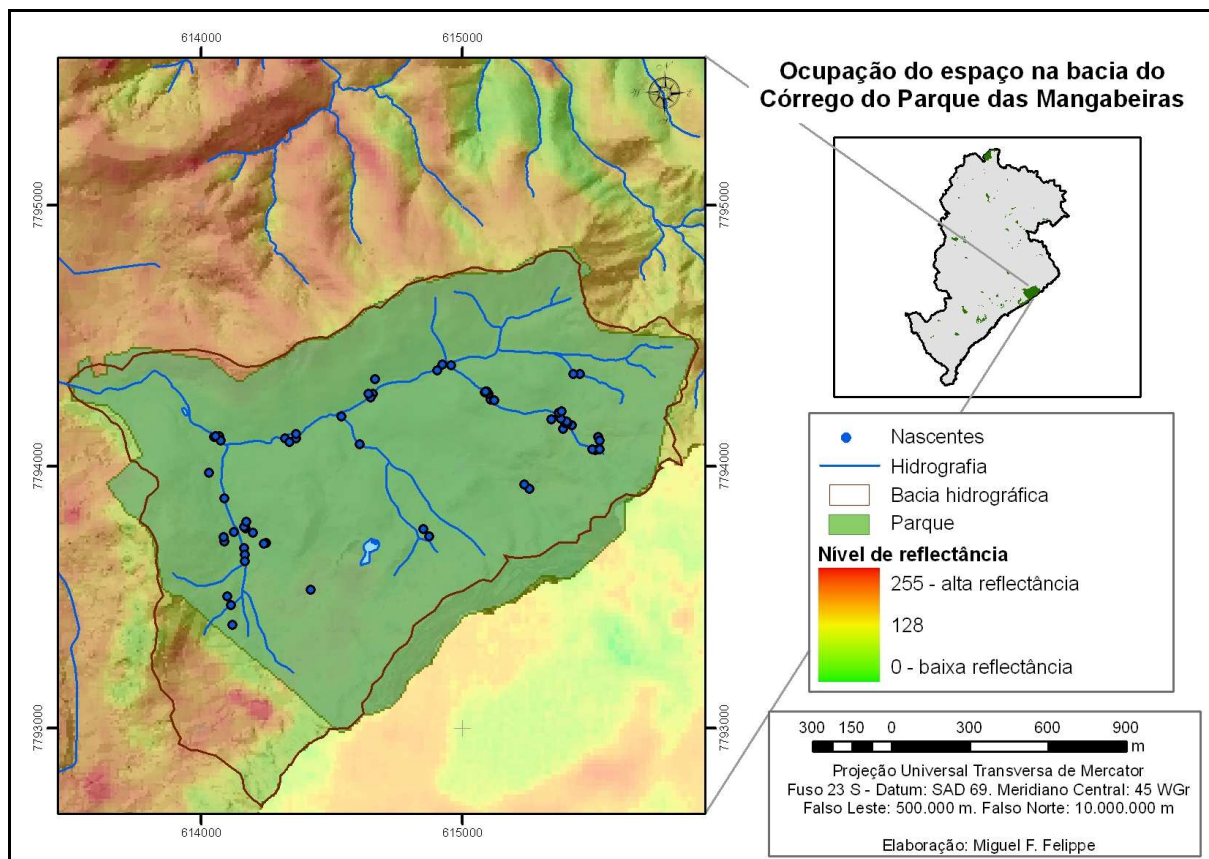 614000
615000
Ocupação do espaço na bacia do
Córrego do Parque das Mangabeiras
7795000
7795000
7794000
7794000
7793000
7793000
Nascentes
Hidrografia
Bacia hidrográfica
Parque
Nível de reflectância
255 - alta reflectância
128
0 - baixa reflectância
300 150 0 300 600 900
m
Projeção Universal Transversa de Mercator
Fuso 23 S - Datum: SAD 69. Meridiano Central: 45 WGr
Falso Leste: 500.000 m. Falso Norte: 10.000.000 m
Elaboração: Miguel F. Felippe
614000
615000